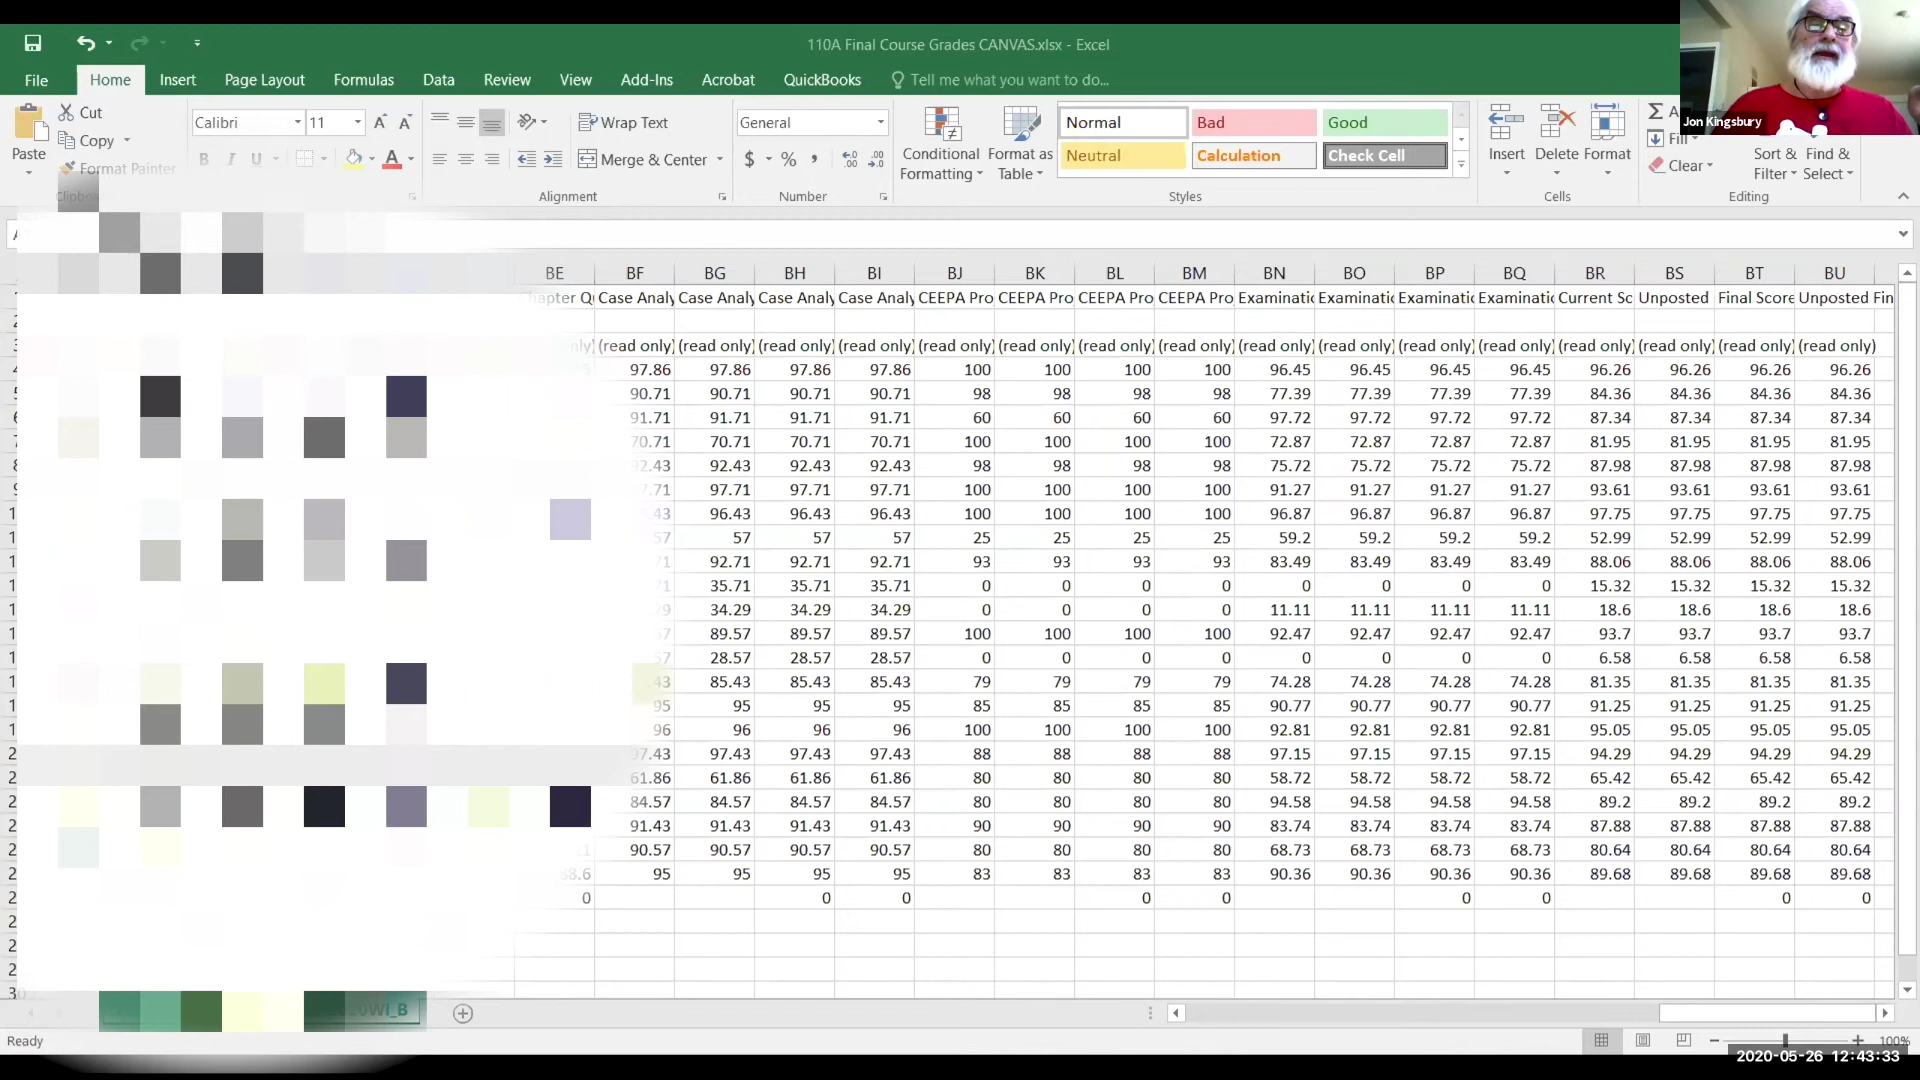 110A Final Course Grades CANVAS.xlsx - Excel
File Home Insert Page Layout Formulas Data Review View Add-Ins Acrobat QuickBooks Tell me what you want to do...
Jon Kingsbury
Paste Cut Copy Format Painter
Calibri 11 B I U A
Wrap Text
Merge & Center
Alignment
General
$ % ,
Number
Conditional Formatting
Format as Table
Normal Bad Good
Neutral Calculation Check Cell
Styles
Insert Delete Format
Cells
Fill
Clear
Sort & Filter
Find & Select
Editing
BE BF BG BH BI BJ BK BL BM BN BO BP BQ BR BS BT BU
Case Analy Case Analy Case Analy Case Analy CEEPA Pro CEEPA Pro CEEPA Pro CEEPA Pro Examinatic Examinatic Examinatic Examinatic Current Sc Unposted Final Score Unposted Fin
(read only) (read only) (read only) (read only) (read only) (read only) (read only) (read only) (read only) (read only) (read only) (read only) (read only) (read only) (read only) (read only)
97.86 97.86 97.86 97.86 100 100 100 100 96.45 96.45 96.45 96.45 96.26 96.26 96.26 96.26
90.71 90.71 90.71 90.71 98 98 98 98 77.39 77.39 77.39 77.39 84.36 84.36 84.36 84.36
91.71 91.71 91.71 91.71 60 60 60 60 97.72 97.72 97.72 97.72 87.34 87.34 87.34 87.34
70.71 70.71 70.71 70.71 100 100 100 100 72.87 72.87 72.87 72.87 81.95 81.95 81.95 81.95
92.43 92.43 92.43 92.43 98 98 98 98 75.72 75.72 75.72 75.72 87.98 87.98 87.98 87.98
97.71 97.71 97.71 100 100 100 100 91.27 91.27 91.27 91.27 93.61 93.61 93.61 93.61
96.43 96.43 96.43 100 100 100 100 96.87 96.87 96.87 96.87 97.75 97.75 97.75 97.75
57 57 57 25 25 25 25 59.2 59.2 59.2 59.2 52.99 52.99 52.99 52.99
92.71 92.71 92.71 93 93 93 93 83.49 83.49 83.49 83.49 88.06 88.06 88.06 88.06
35.71 35.71 35.71 0 0 0 0 0 0 0 0 15.32 15.32 15.32 15.32
34.29 34.29 34.29 0 0 0 0 11.11 11.11 11.11 11.11 18.6 18.6 18.6 18.6
89.57 89.57 89.57 100 100 100 100 92.47 92.47 92.47 92.47 93.7 93.7 93.7 93.7
28.57 28.57 28.57 0 0 0 0 0 0 0 0 6.58 6.58 6.58 6.58
85.43 85.43 85.43 79 79 79 79 74.28 74.28 74.28 74.28 81.35 81.35 81.35 81.35
95 95 95 95 85 85 85 85 90.77 90.77 90.77 90.77 91.25 91.25 91.25 91.25
96 96 96 96 100 100 100 100 92.81 92.81 92.81 92.81 95.05 95.05 95.05 95.05
97.43 97.43 97.43 97.43 88 88 88 88 97.15 97.15 97.15 97.15 94.29 94.29 94.29 94.29
61.86 61.86 61.86 61.86 80 80 80 80 58.72 58.72 58.72 58.72 65.42 65.42 65.42 65.42
84.57 84.57 84.57 84.57 80 80 80 80 94.58 94.58 94.58 94.58 89.2 89.2 89.2 89.2
91.43 91.43 91.43 91.43 90 90 90 90 83.74 83.74 83.74 83.74 87.88 87.88 87.88 87.88
90.57 90.57 90.57 90.57 80 80 80 80 68.73 68.73 68.73 68.73 80.64 80.64 80.64 80.64
95 95 95 95 83 83 83 83 90.36 90.36 90.36 90.36 89.68 89.68 89.68 89.68
0 0 0 0 0 0 0 0 0
Ready 100%
2020-05-26 12:43:33